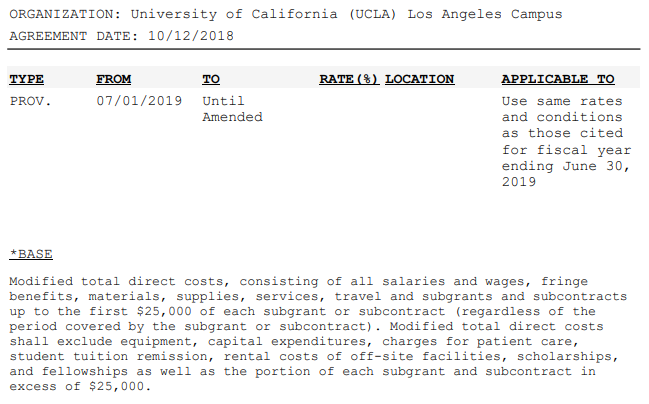 ORGANIZATION: University of California (UCLA) Los Angeles Campus
AGREEMENT DATE: 10/12/2018
TYPE FROM TO RATE(%) LOCATION APPLICABLE TO
PROV. 07/01/2019 Until Use same rates
Amended and conditions
as those cited
for fiscal year
ending June 30,
2019
*BASE
Modified total direct costs, consisting of all salaries and wages, fringe
benefits, materials, supplies, services, travel and subgrants and subcontracts
up to the first $25,000 of each subgrant or subcontract (regardless of the
period covered by the subgrant or subcontract). Modified total direct costs
shall exclude equipment, capital expenditures, charges for patient care,
student tuition remission, rental costs of off-site facilities, scholarships,
and fellowships as well as the portion of each subgrant and subcontract in
excess of $25,000.